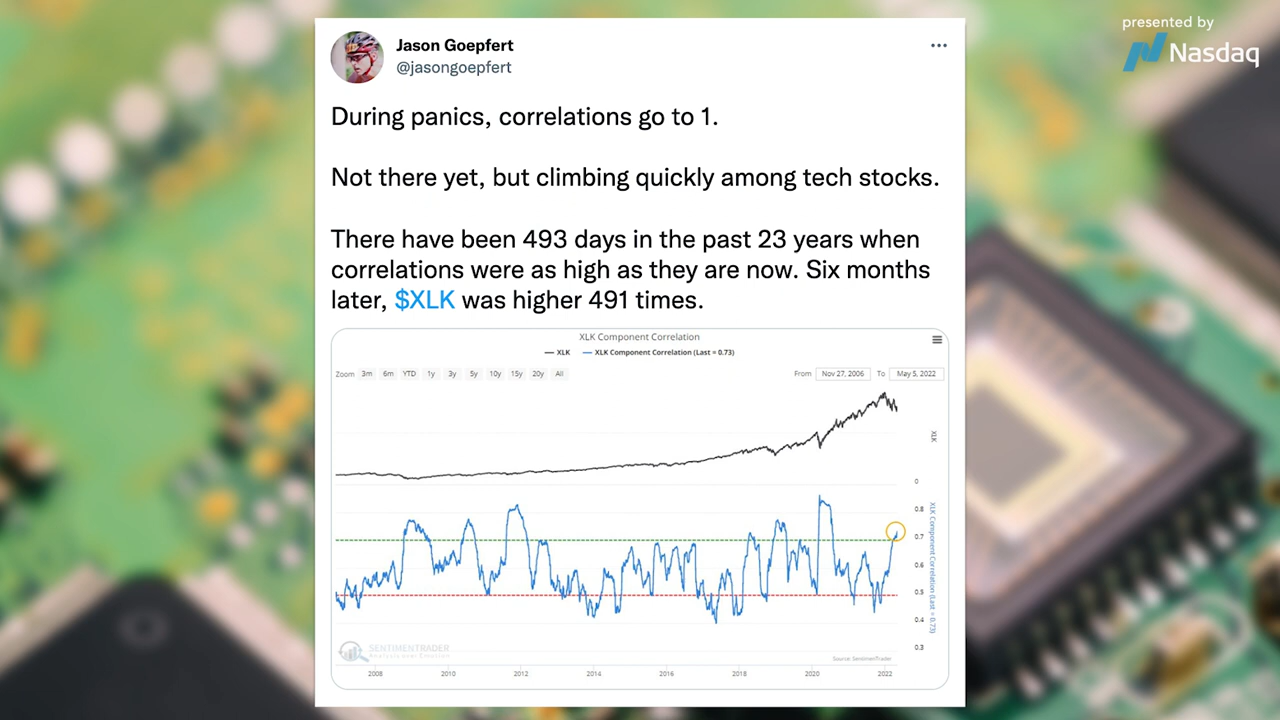 presented by
Nasdaq
Jason Goepfert
@jasongoepfert
During panics, correlations go to 1.
Not there yet, but climbing quickly among tech stocks.
There have been 493 days in the past 23 years when
correlations were as high as they are now. Six months
later, $XLK was higher 491 times.
XLK Component Correlation
XLK XLK Component Correlation (Last = 0.73)
Zoom 3m 6m YTD 1y 3y 5y 10y 15y 20y All
From Nov 27, 2006 To May 5, 2022
XLK
0
0.8
0.7
0.6
0.5
0.4
0.3
XLK Component Correlation (Last = 0.73)
SENTIMENTRADER
Analysis over Emotion
Source: SentimenTrader
2008 2010 2012 2014 2016 2018 2020 2022